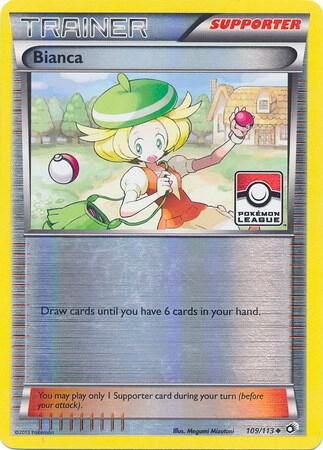 TRAINER
SUPPORTER
Bianca
POKÉMON
LEAGUE
Draw cards until you have 6 cards in your hand.
You may play only 1 Supporter card during your turn (before
your attack).
©2013 Pokémon
Illus. Megumi Mizutani
109/113